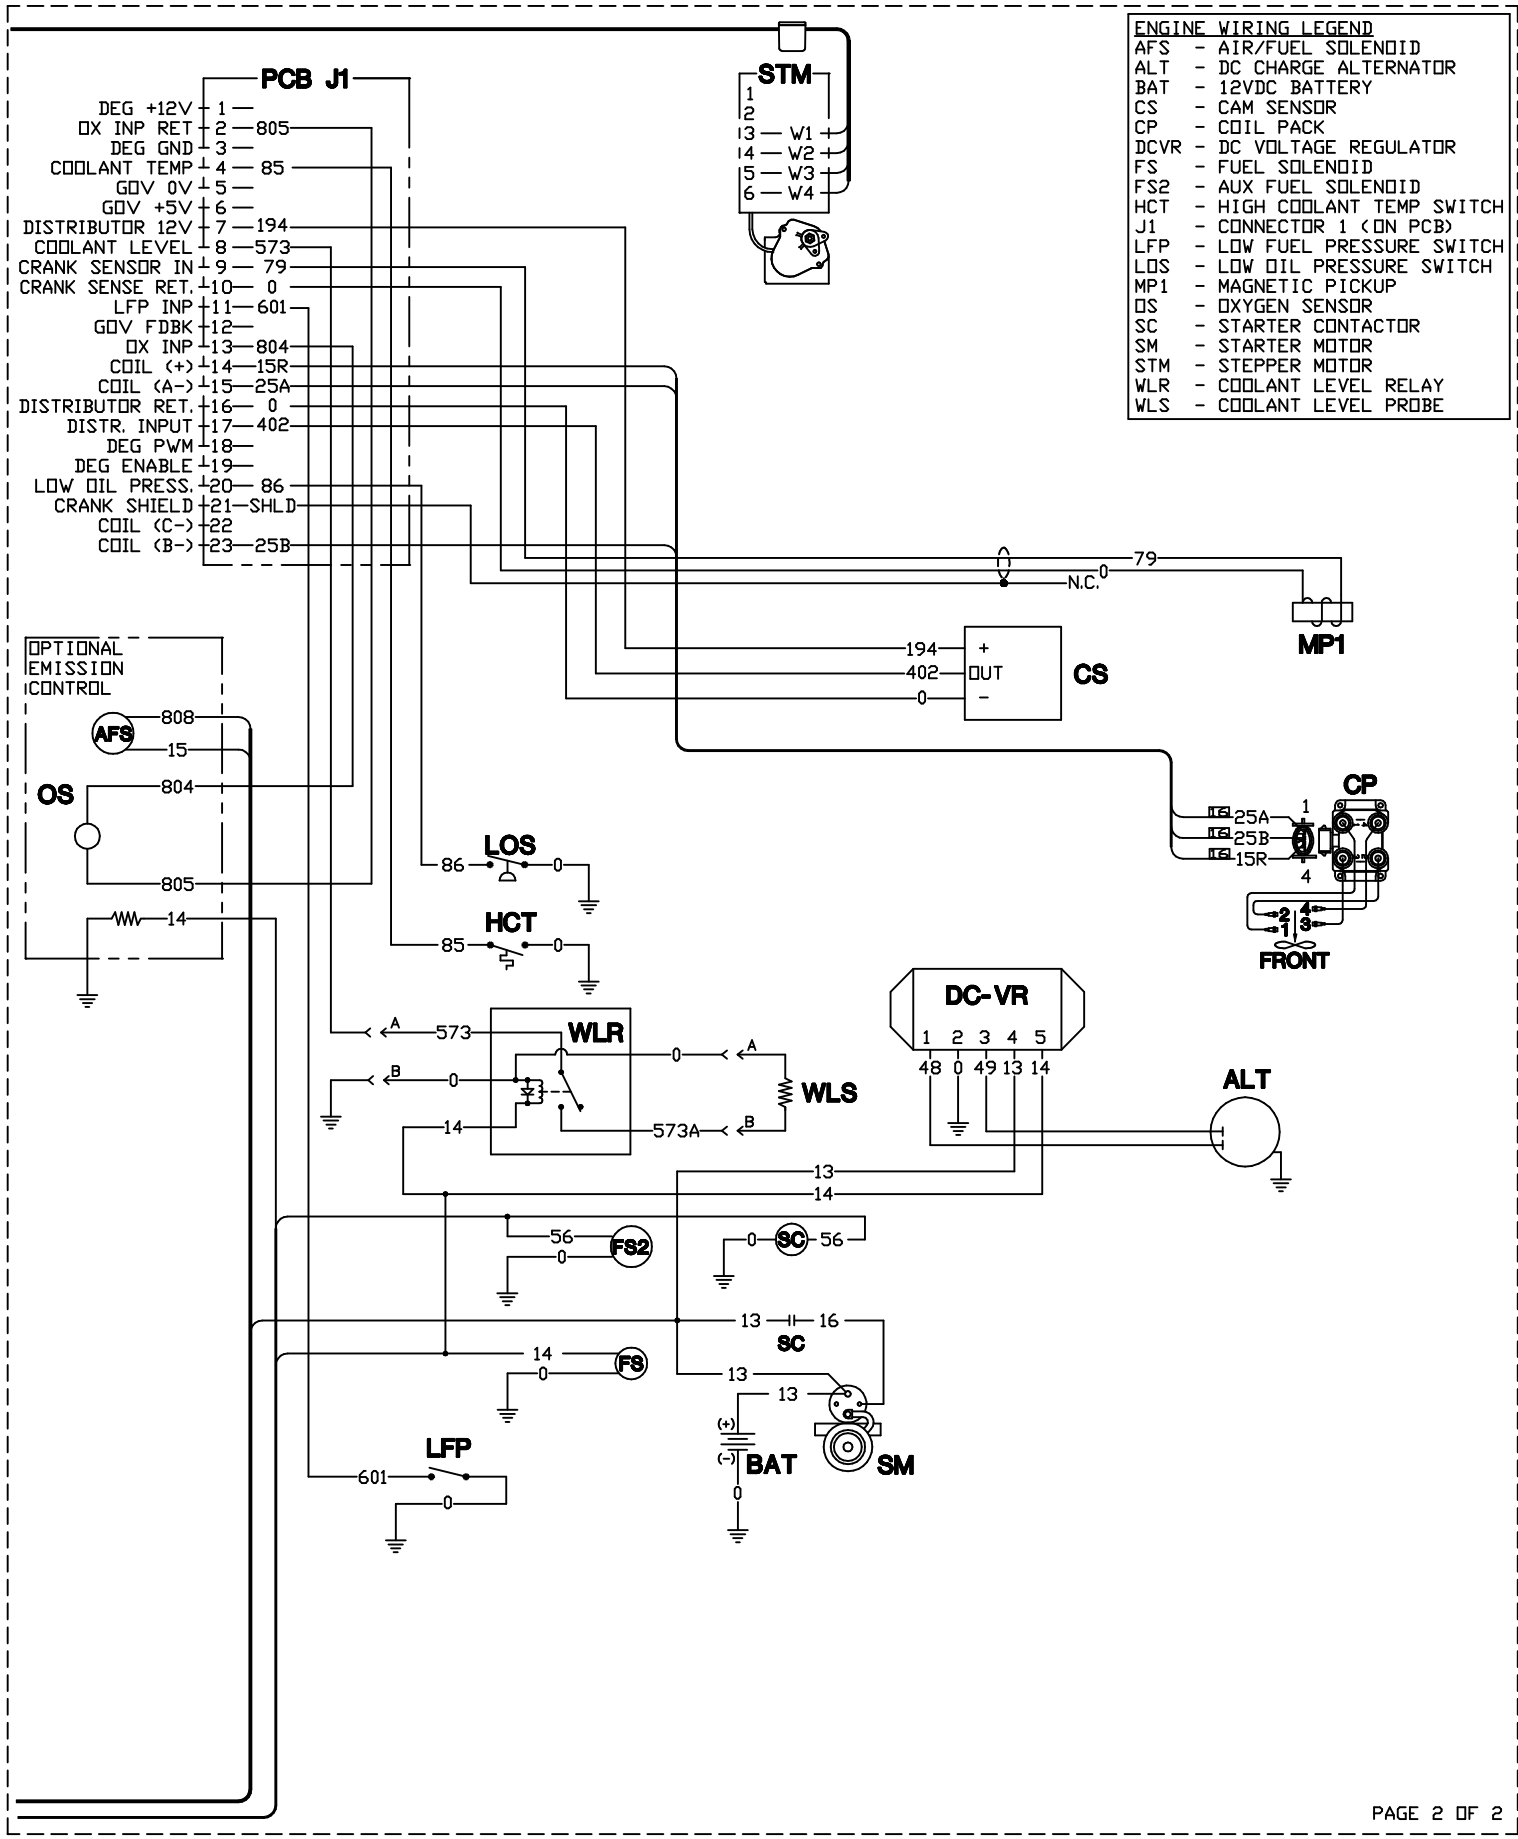 ENGINE WIRING LEGEND
AFS - AIR/FUEL SOLENOID
ALT - DC CHARGE ALTERNATOR
BAT - 12VDC BATTERY
CS - CAM SENSOR
CP - COIL PACK
DCVR - DC VOLTAGE REGULATOR
FS - FUEL SOLENOID
FS2 - AUX FUEL SOLENOID
HCT - HIGH COOLANT TEMP SWITCH
J1 - CONNECTOR 1 (ON PCB)
LFP - LOW FUEL PRESSURE SWITCH
LOS - LOW OIL PRESSURE SWITCH
MP1 - MAGNETIC PICKUP
OS - OXYGEN SENSOR
SC - STARTER CONTACTOR
SM - STARTER MOTOR
STM - STEPPER MOTOR
WLR - COOLANT LEVEL RELAY
WLS - COOLANT LEVEL PROBE
PCB J1
DEG +12V 1
OX INP RET 2 805
DEG GND 3
COOLANT TEMP 4 85
GOV 0V 5
GOV +5V 6
DISTRIBUTOR 12V 7 194
COOLANT LEVEL 8 573
CRANK SENSOR IN 9 79
CRANK SENSE RET. 10 0
LFP INP 11 601
GOV FDBK 12
OX INP 13 804
COIL (+) 14 15R
COIL (A-) 15 25A
DISTRIBUTOR RET. 16 0
DISTR. INPUT 17 402
DEG PWM 18
DEG ENABLE 19
LOW OIL PRESS. 20 86
CRANK SHIELD 21 SHLD
COIL (C-) 22
COIL (B-) 23 25B
STM
1
2
3 W1
4 W2
5 W3
6 W4
79
0
N.C.
MP1
194 +
402 OUT
0 -
CS
OPTIONAL
EMISSION
CONTROL
AFS
808
15
OS
804
805
14
CP
16 25A
16 25B
16 15R
1
4
2
1
4
3
FRONT
LOS
86 0
HCT
85 0
WLR
A 573
B 0
14
0 A
573A B
WLS
DC-VR
1 2 3 4 5
48 0 49 13 14
ALT
13
14
56
0
FS2
0 SC 56
13 16
SC
14
0
FS
13
13
(+)
(-)
BAT
0
SM
LFP
601
0
PAGE 2 OF 2